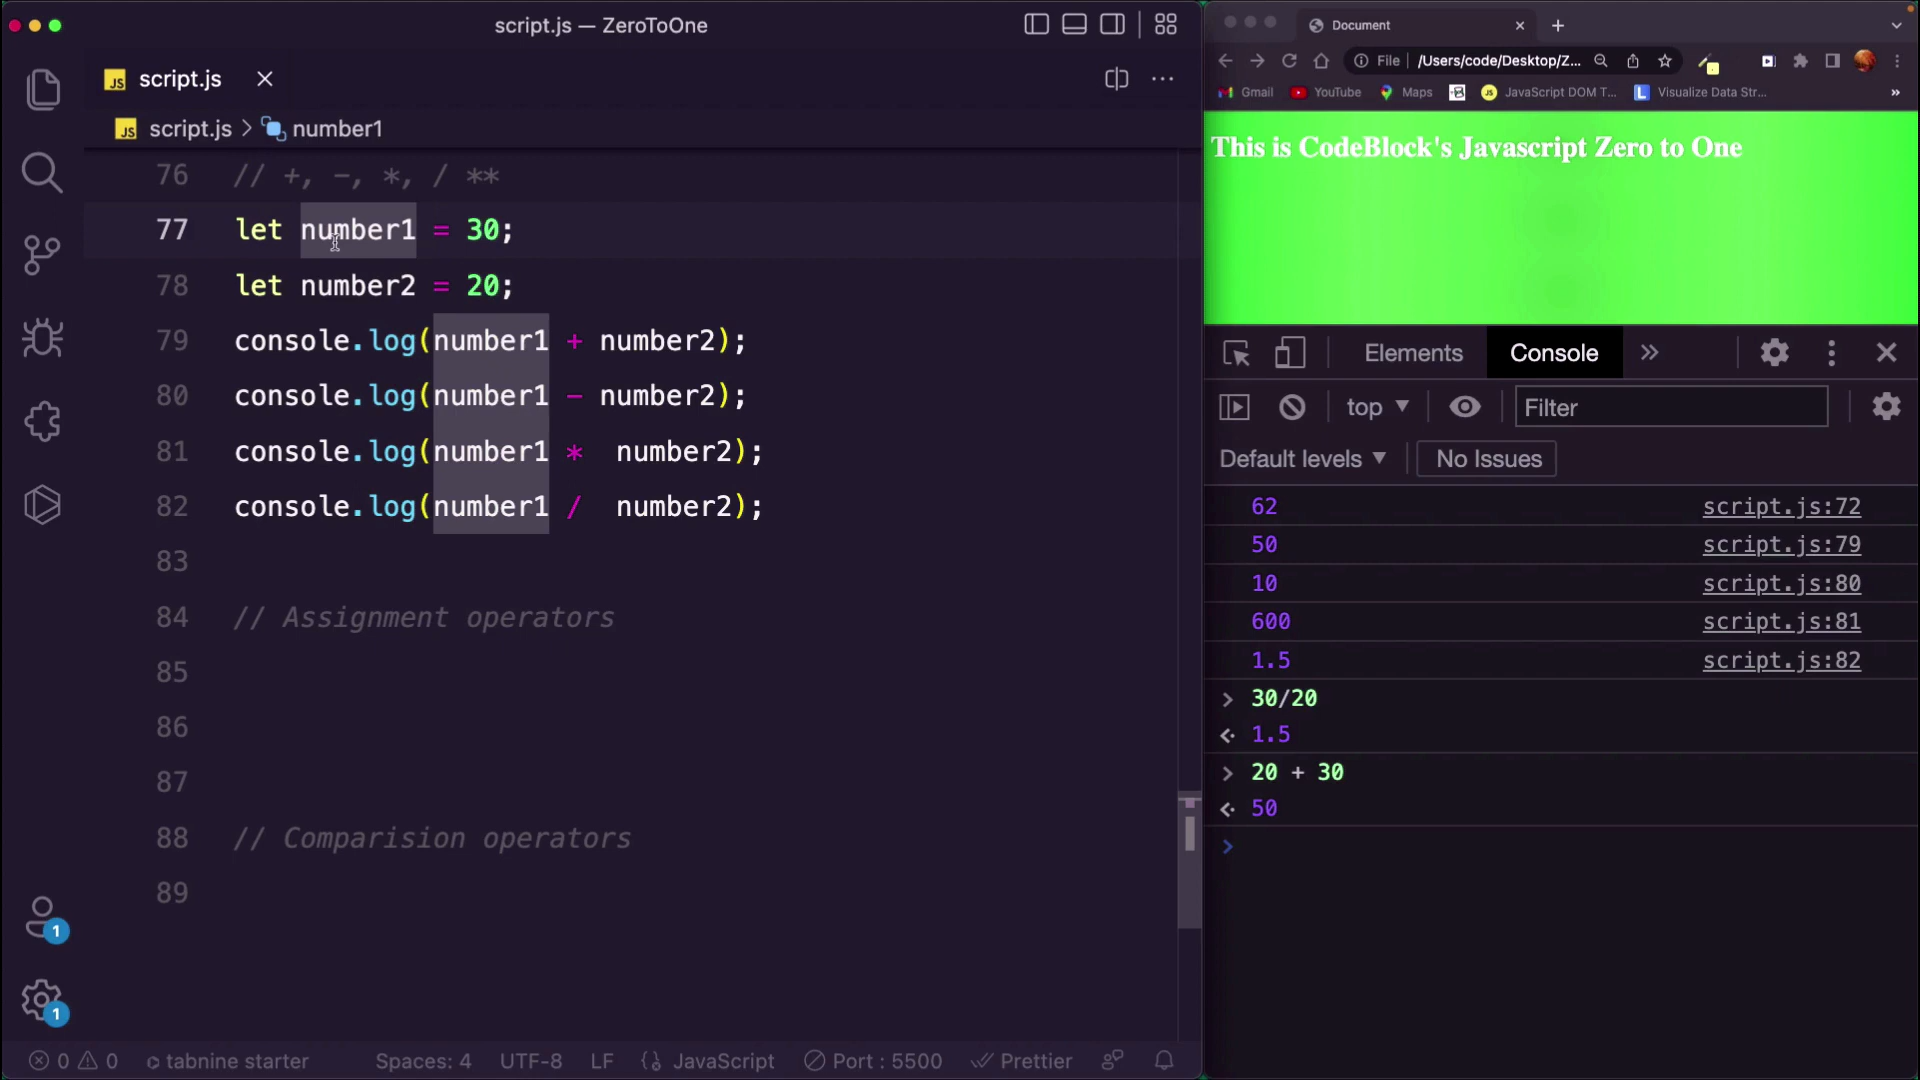 script.js — ZeroToOne
script.js
script.js > number1
76 // +, -, *, / **
77 let number1 = 30;
78 let number2 = 20;
79 console.log(number1 + number2);
80 console.log(number1 - number2);
81 console.log(number1 *  number2);
82 console.log(number1 /  number2);
83
84 // Assignment operators
85
86
87
88 // Comparision operators
89
1
1
0 0 tabnine starter Spaces: 4 UTF-8 LF {} JavaScript Port : 5500 Prettier
Document
File /Users/code/Desktop/Z...
Gmail YouTube Maps JavaScript DOM T... Visualize Data Str... »
This is CodeBlock's Javascript Zero to One
Elements Console »
top Filter
Default levels No Issues
62 script.js:72
50 script.js:79
10 script.js:80
600 script.js:81
1.5 script.js:82
> 30/20
1.5
> 20 + 30
50
>